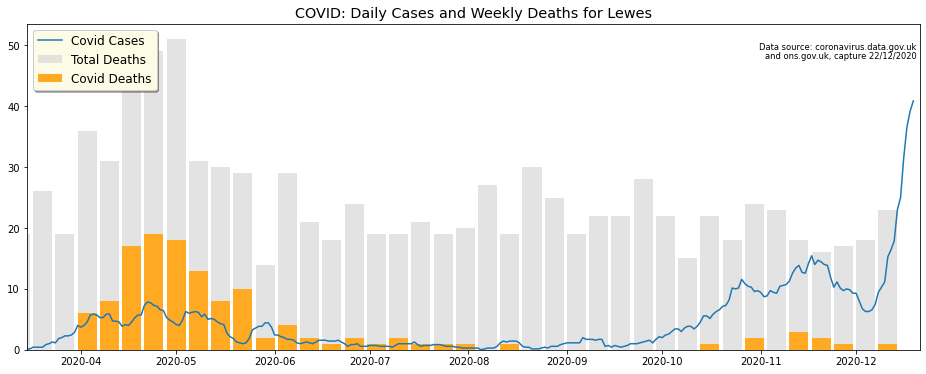 COVID: Daily Cases and Weekly Deaths for Lewes
Covid Cases
Total Deaths
Covid Deaths
Data source: coronavirus.data.gov.uk
and ons.gov.uk, capture 22/12/2020
50
40
30
20
10
0
2020-04 2020-05 2020-06 2020-07 2020-08 2020-09 2020-10 2020-11 2020-12